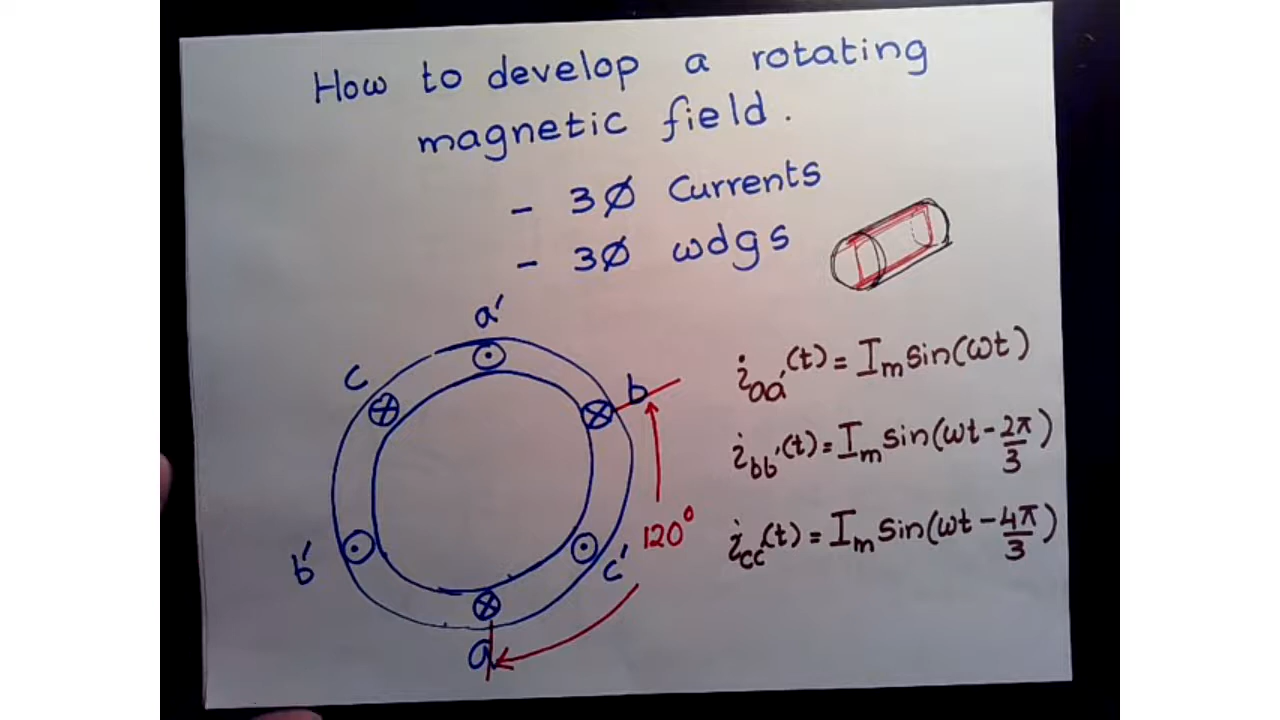 How to develop a rotating
magnetic field.
- 3Ø Currents
- 3Ø wdgs
a'
c
b
b'
c'
a
120°
i_aa'(t) = I_m sin(ωt)
i_bb'(t) = I_m sin(ωt - 2π/3)
i_cc'(t) = I_m sin(ωt - 4π/3)